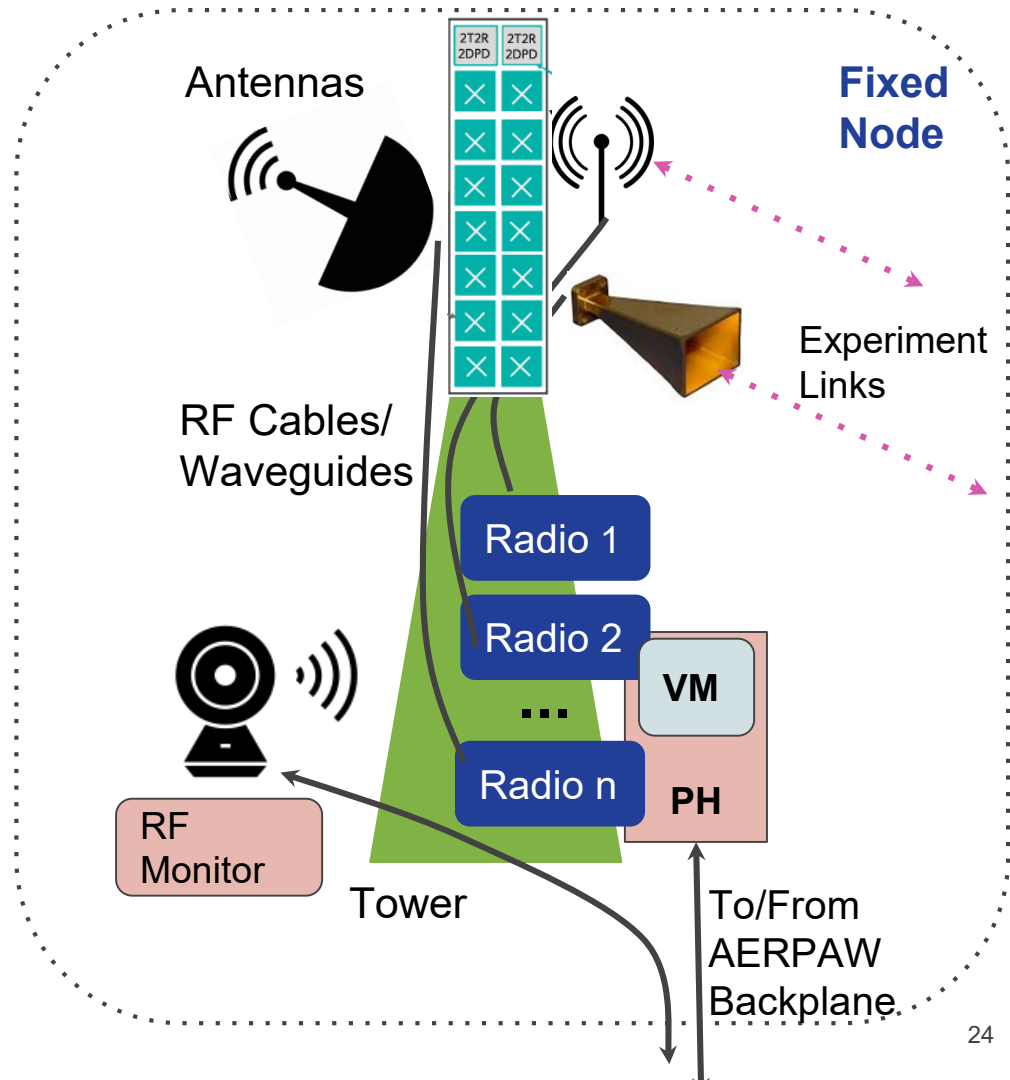 2T2R
2DPD
2T2R
2DPD
Antennas
Fixed
Node
Experiment
Links
RF Cables/
Waveguides
Radio 1
Radio 2
VM
...
Radio n
PH
RF
Monitor
Tower
To/From
AERPAW
Backplane
24